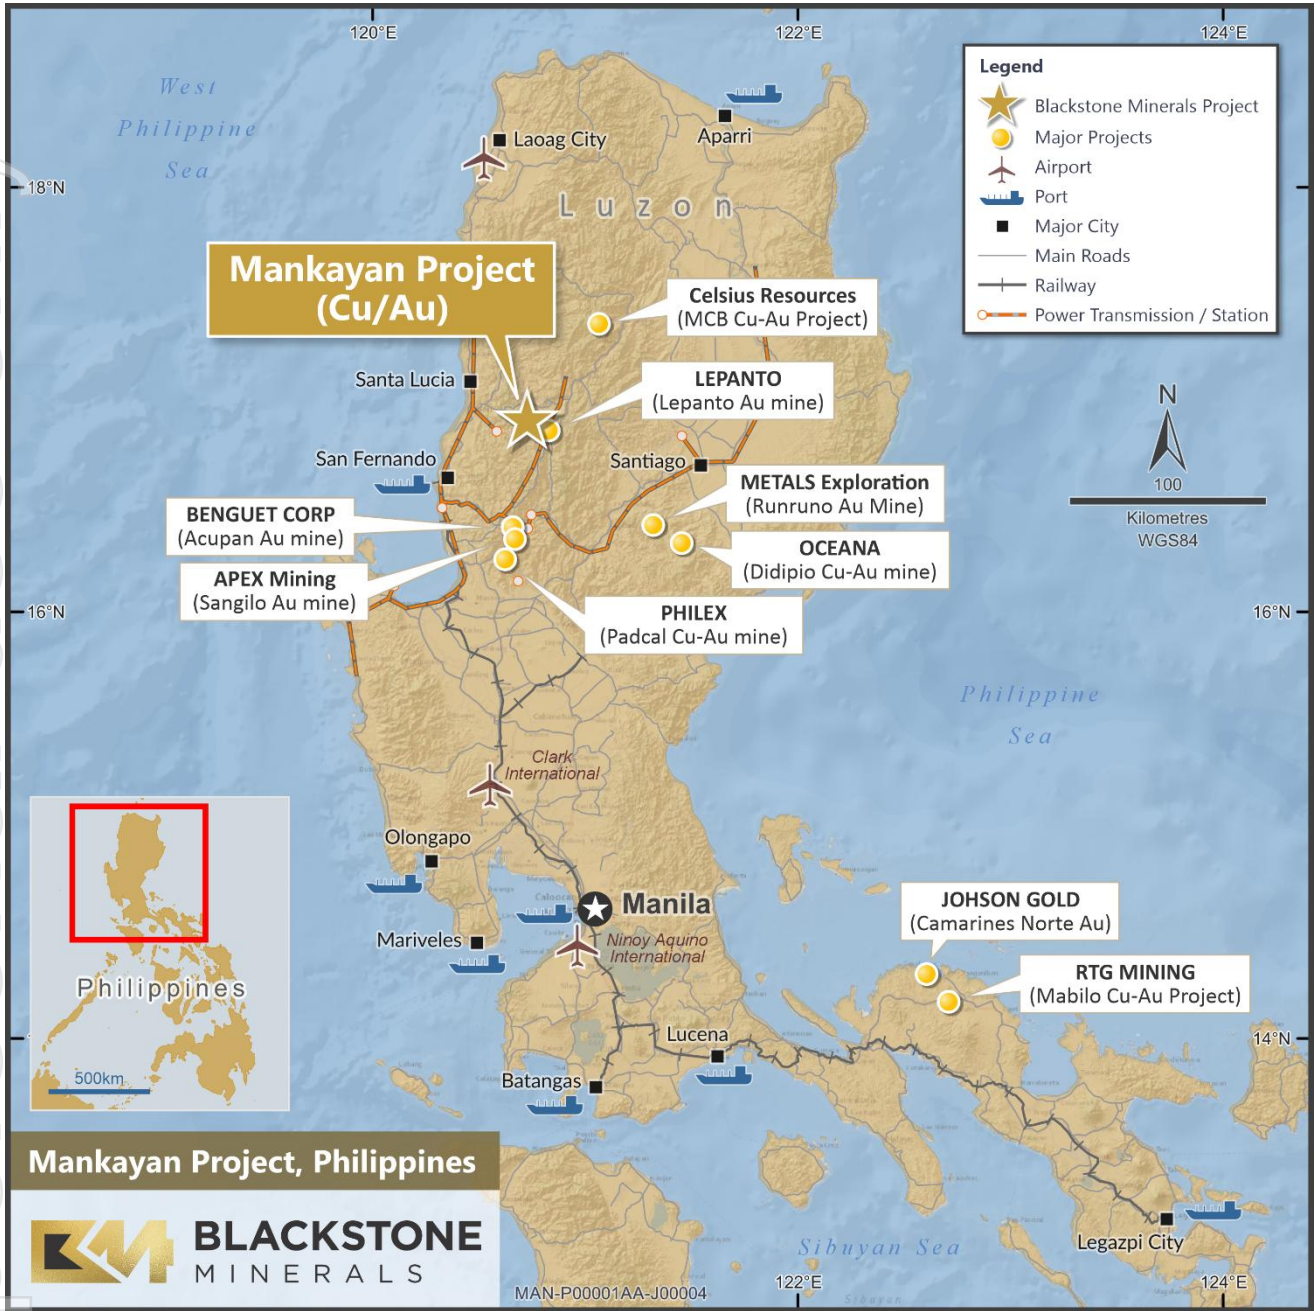 120°E
122°E
124°E
West
Philippine
Sea
18°N
Laoag City
Aparri
Luzon
Legend
Blackstone Minerals Project
Major Projects
Airport
Port
Major City
Main Roads
Railway
Power Transmission / Station
Mankayan Project
(Cu/Au)
Celsius Resources
(MCB Cu-Au Project)
Santa Lucia
LEPANTO
(Lepanto Au mine)
N
100
Kilometres
WGS84
San Fernando
Santiago
METALS Exploration
(Runruno Au Mine)
BENGUET CORP
(Acupan Au mine)
OCEANA
(Didipio Cu-Au mine)
APEX Mining
(Sangilo Au mine)
PHILEX
(Padcal Cu-Au mine)
16°N
16°N
Philippine
Sea
Clark
International
Olongapo
Manila
Mariveles
Ninoy Aquino
International
JOHSON GOLD
(Camarines Norte Au)
RTG MINING
(Mabilo Cu-Au Project)
Philippines
500km
Lucena
14°N
Batangas
Legazpi City
Sibuyan Sea
Mankayan Project, Philippines
BLACKSTONE
MINERALS
MAN-P00001AA-J00004
122°E
124°E